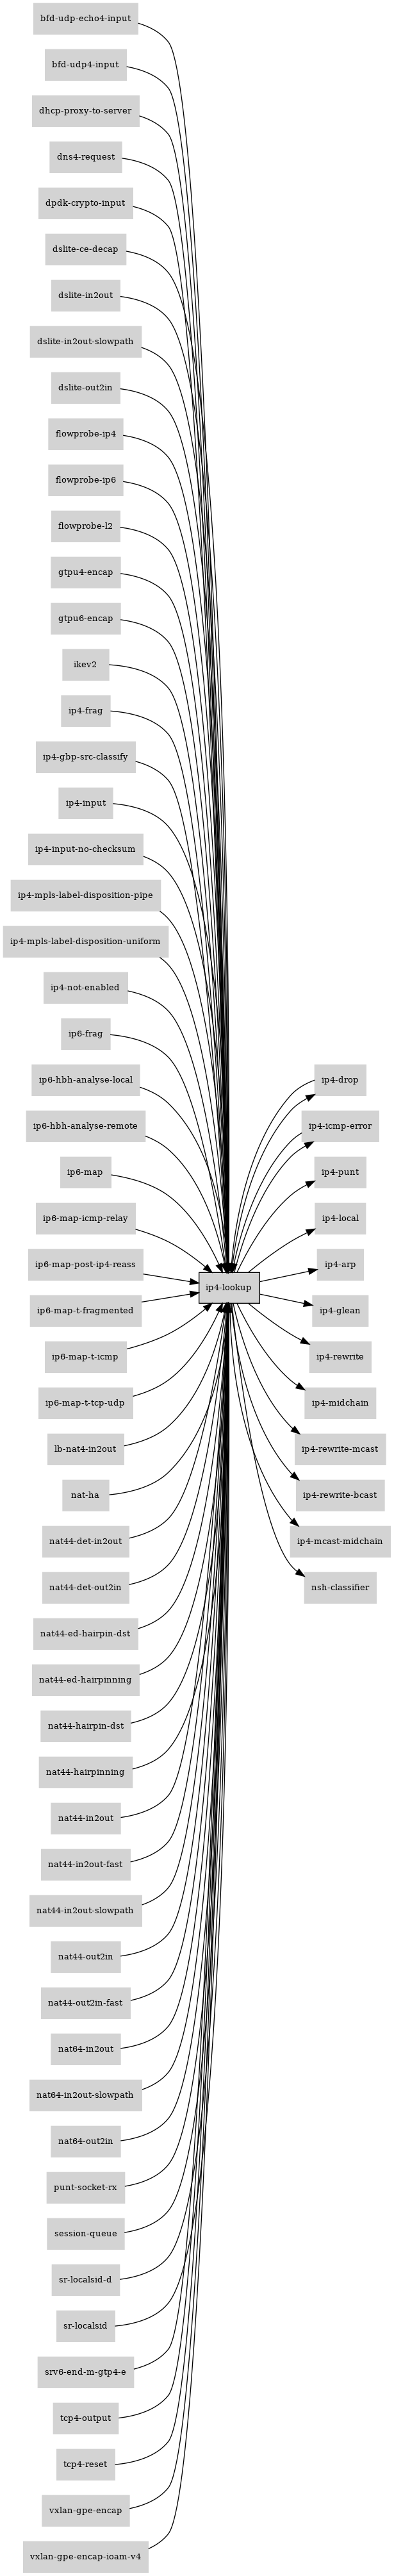 bfd-udp-echo4-input
bfd-udp4-input
dhcp-proxy-to-server
dns4-request
dpdk-crypto-input
dslite-ce-decap
dslite-in2out
dslite-in2out-slowpath
dslite-out2in
flowprobe-ip4
flowprobe-ip6
flowprobe-l2
gtpu4-encap
gtpu6-encap
ikev2
ip4-frag
ip4-gbp-src-classify
ip4-input
ip4-input-no-checksum
ip4-mpls-label-disposition-pipe
ip4-mpls-label-disposition-uniform
ip4-not-enabled
ip6-frag
ip6-hbh-analyse-local
ip6-hbh-analyse-remote
ip6-map
ip6-map-icmp-relay
ip6-map-post-ip4-reass
ip6-map-t-fragmented
ip6-map-t-icmp
ip6-map-t-tcp-udp
lb-nat4-in2out
nat-ha
nat44-det-in2out
nat44-det-out2in
nat44-ed-hairpin-dst
nat44-ed-hairpinning
nat44-hairpin-dst
nat44-hairpinning
nat44-in2out
nat44-in2out-fast
nat44-in2out-slowpath
nat44-out2in
nat44-out2in-fast
nat64-in2out
nat64-in2out-slowpath
nat64-out2in
punt-socket-rx
session-queue
sr-localsid-d
sr-localsid
srv6-end-m-gtp4-e
tcp4-output
tcp4-reset
vxlan-gpe-encap
vxlan-gpe-encap-ioam-v4
ip4-lookup
ip4-drop
ip4-icmp-error
ip4-punt
ip4-local
ip4-arp
ip4-glean
ip4-rewrite
ip4-midchain
ip4-rewrite-mcast
ip4-rewrite-bcast
ip4-mcast-midchain
nsh-classifier